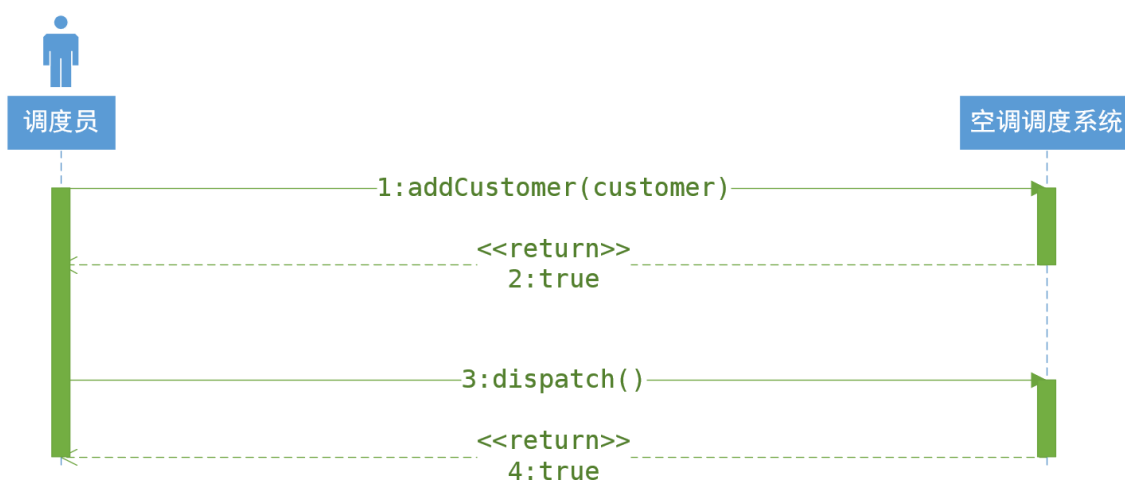 调度员
空调调度系统
1:addCustomer(customer)
<<return>>
2:true
3:dispatch()
<<return>>
4:true